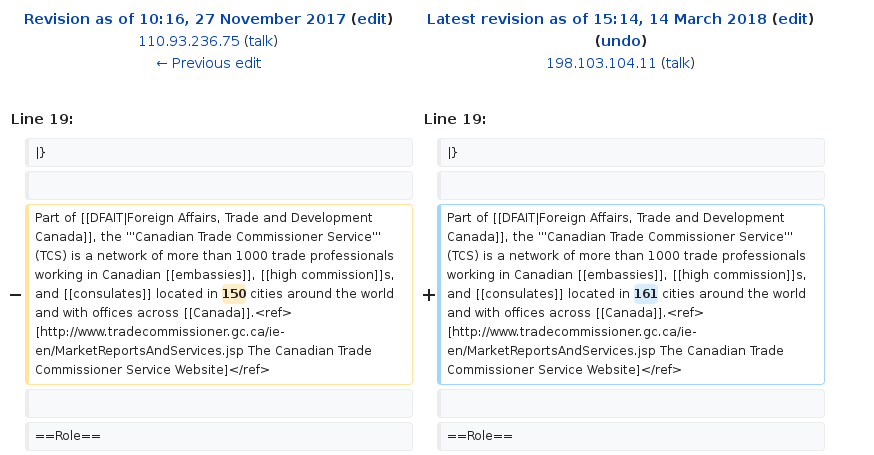 Revision as of 10:16, 27 November 2017 (edit)
110.93.236.75 (talk)
← Previous edit
Latest revision as of 15:14, 14 March 2018 (edit)
(undo)
198.103.104.11 (talk)
Line 19:
Line 19:
|}
|}
−
Part of [[DFAIT|Foreign Affairs, Trade and Development
Canada]], the '''Canadian Trade Commissioner Service'''
(TCS) is a network of more than 1000 trade professionals
working in Canadian [[embassies]], [[high commission]]s,
and [[consulates]] located in 150 cities around the world
and with offices across [[Canada]].<ref>
[http://www.tradecommissioner.gc.ca/ie-
en/MarketReportsAndServices.jsp The Canadian Trade
Commissioner Service Website]</ref>
+
Part of [[DFAIT|Foreign Affairs, Trade and Development
Canada]], the '''Canadian Trade Commissioner Service'''
(TCS) is a network of more than 1000 trade professionals
working in Canadian [[embassies]], [[high commission]]s,
and [[consulates]] located in 161 cities around the world
and with offices across [[Canada]].<ref>
[http://www.tradecommissioner.gc.ca/ie-
en/MarketReportsAndServices.jsp The Canadian Trade
Commissioner Service Website]</ref>
==Role==
==Role==